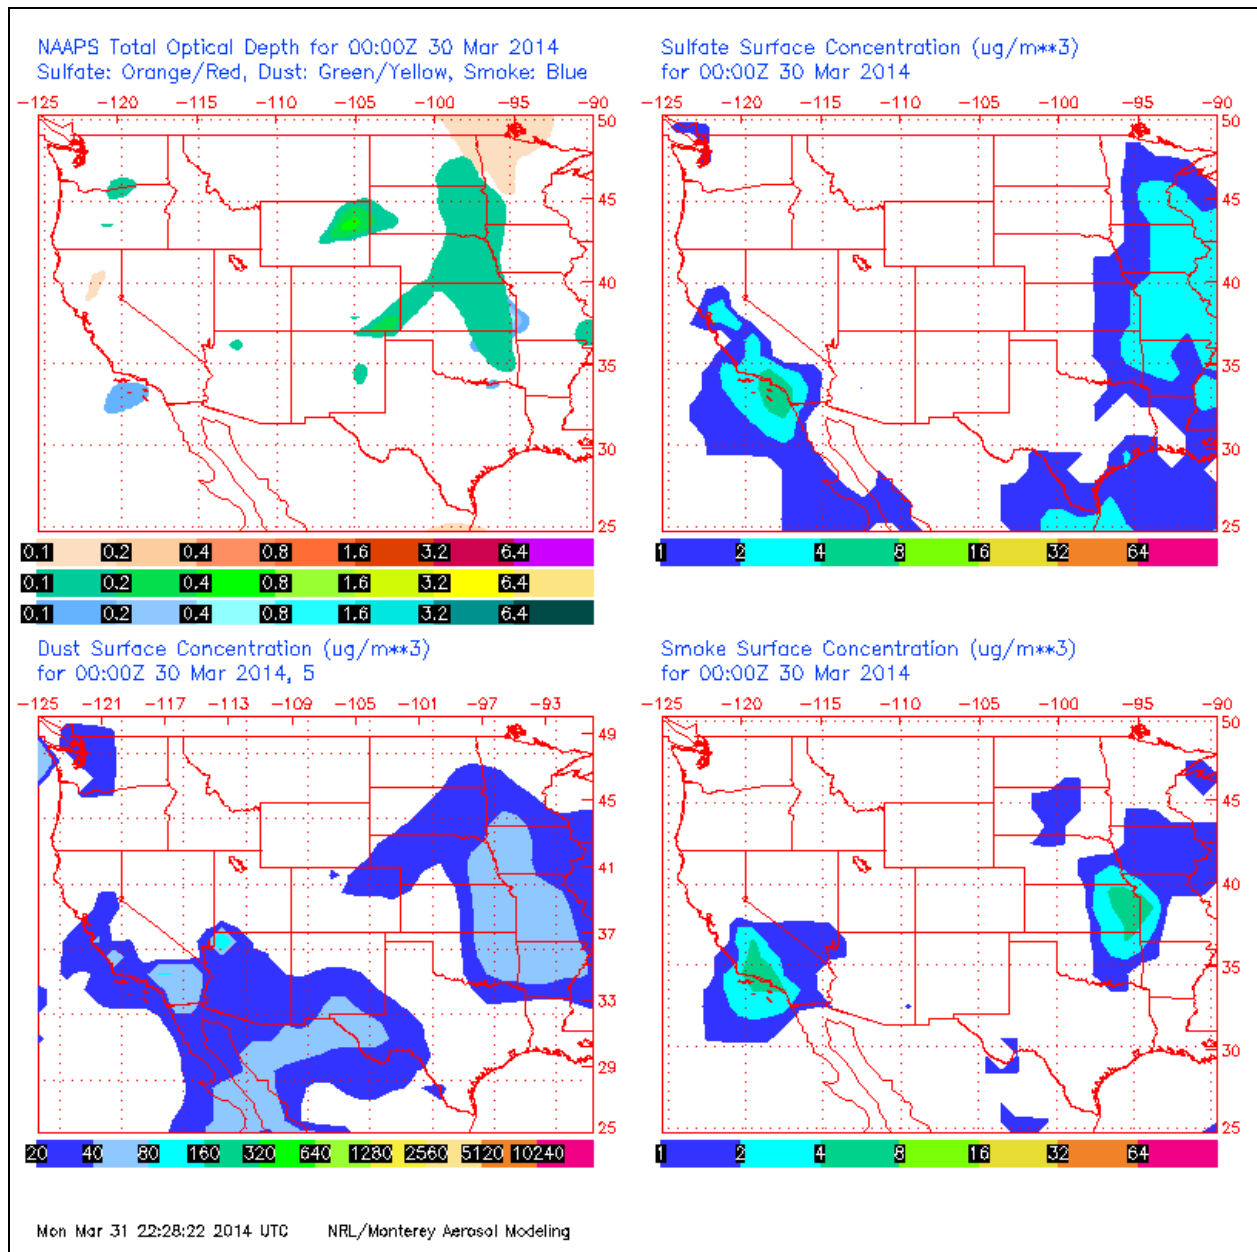 NAAPS Total Optical Depth for 00:00Z 30 Mar 2014
Sulfate: Orange/Red, Dust: Green/Yellow, Smoke: Blue
-125 -120 -115 -110 -105 -100 -95 -90
50
45
40
35
30
25
0.1 0.2 0.4 0.8 1.6 3.2 6.4
0.1 0.2 0.4 0.8 1.6 3.2 6.4
0.1 0.2 0.4 0.8 1.6 3.2 6.4
Sulfate Surface Concentration (ug/m**3)
for 00:00Z 30 Mar 2014
-125 -120 -115 -110 -105 -100 -95 -90
50
45
40
35
30
25
1 2 4 8 16 32 64
Dust Surface Concentration (ug/m**3)
for 00:00Z 30 Mar 2014, 5
-125 -121 -117 -113 -109 -105 -101 -97 -93
49
45
41
37
33
29
25
20 40 80 160 320 640 1280 2560 5120 10240
Smoke Surface Concentration (ug/m**3)
for 00:00Z 30 Mar 2014
-125 -120 -115 -110 -105 -100 -95 -90
50
45
40
35
30
25
1 2 4 8 16 32 64
Mon Mar 31 22:28:22 2014 UTC NRL/Monterey Aerosol Modeling